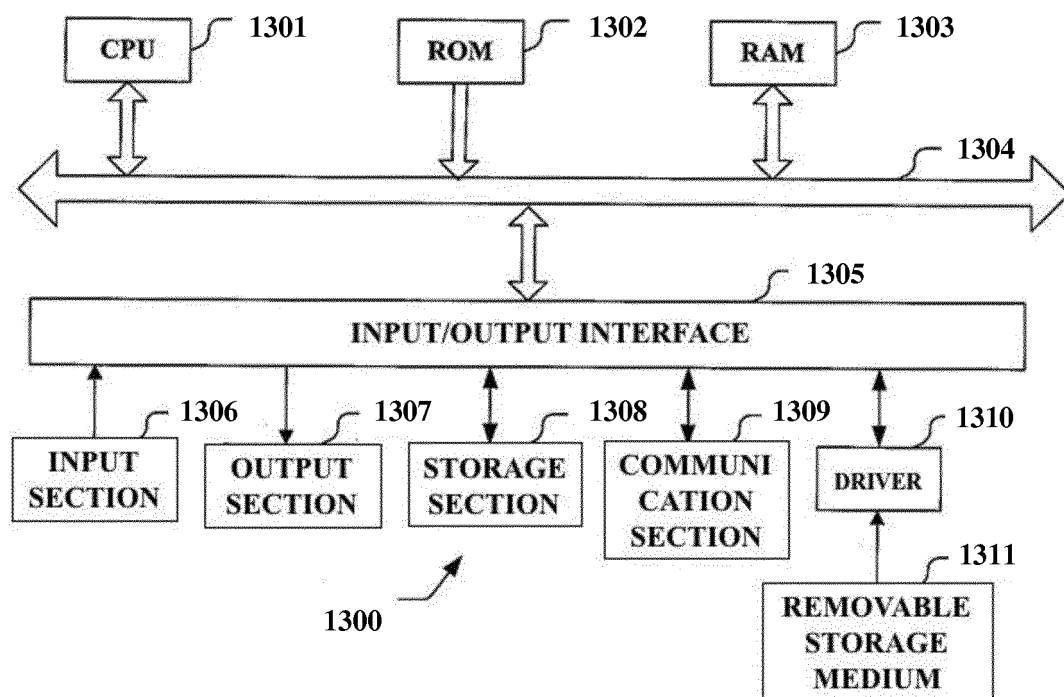 CPU
1301
ROM
1302
RAM
1303
1304
1305
INPUT/OUTPUT INTERFACE
1306
1307
1308
1309
1310
INPUT
SECTION
OUTPUT
SECTION
STORAGE
SECTION
COMMUNI
CATION
SECTION
DRIVER
1311
1300
REMOVABLE
STORAGE
MEDIUM